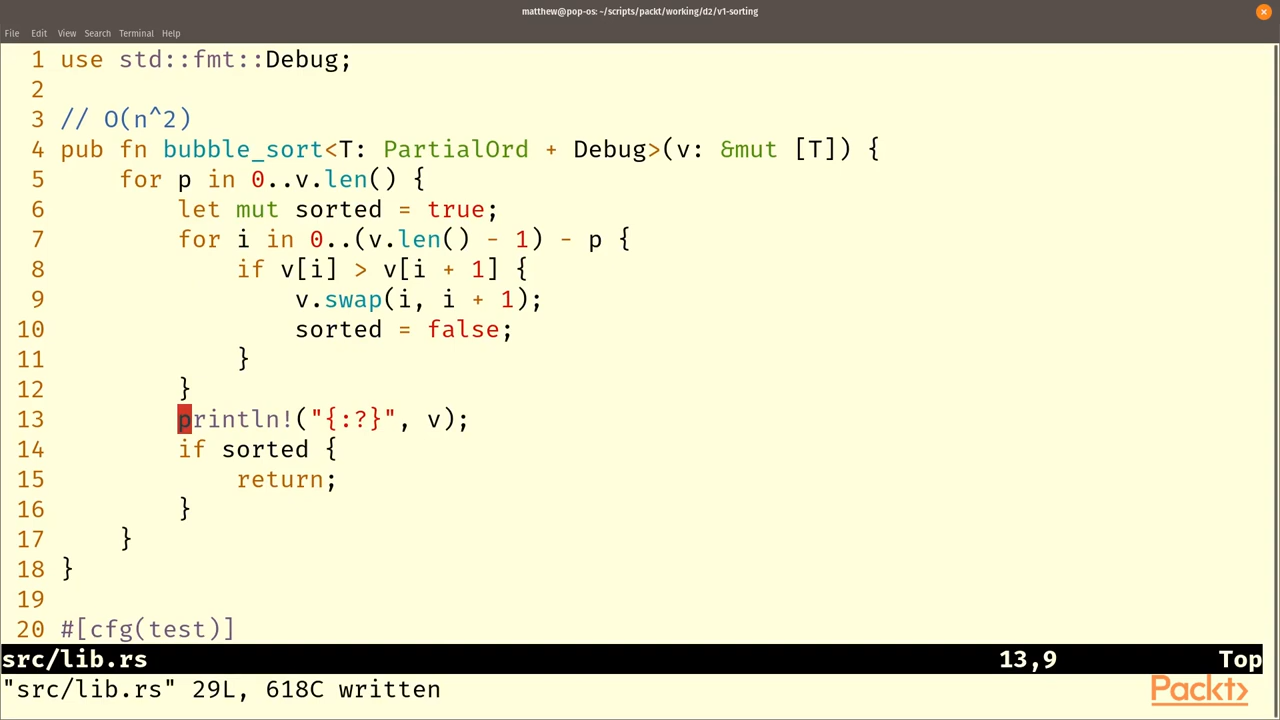 matthew@pop-os: ~/scripts/packt/working/d2/v1-sorting
File Edit View Search Terminal Help
1 use std::fmt::Debug;
2
3 // O(n^2)
4 pub fn bubble_sort<T: PartialOrd + Debug>(v: &mut [T]) {
5     for p in 0..v.len() {
6         let mut sorted = true;
7         for i in 0..(v.len() - 1) - p {
8             if v[i] > v[i + 1] {
9                 v.swap(i, i + 1);
10                 sorted = false;
11             }
12         }
13         println!("{:?}", v);
14         if sorted {
15             return;
16         }
17     }
18 }
19
20 #[cfg(test)]
src/lib.rs 13,9 Top
"src/lib.rs" 29L, 618C written
Packt>